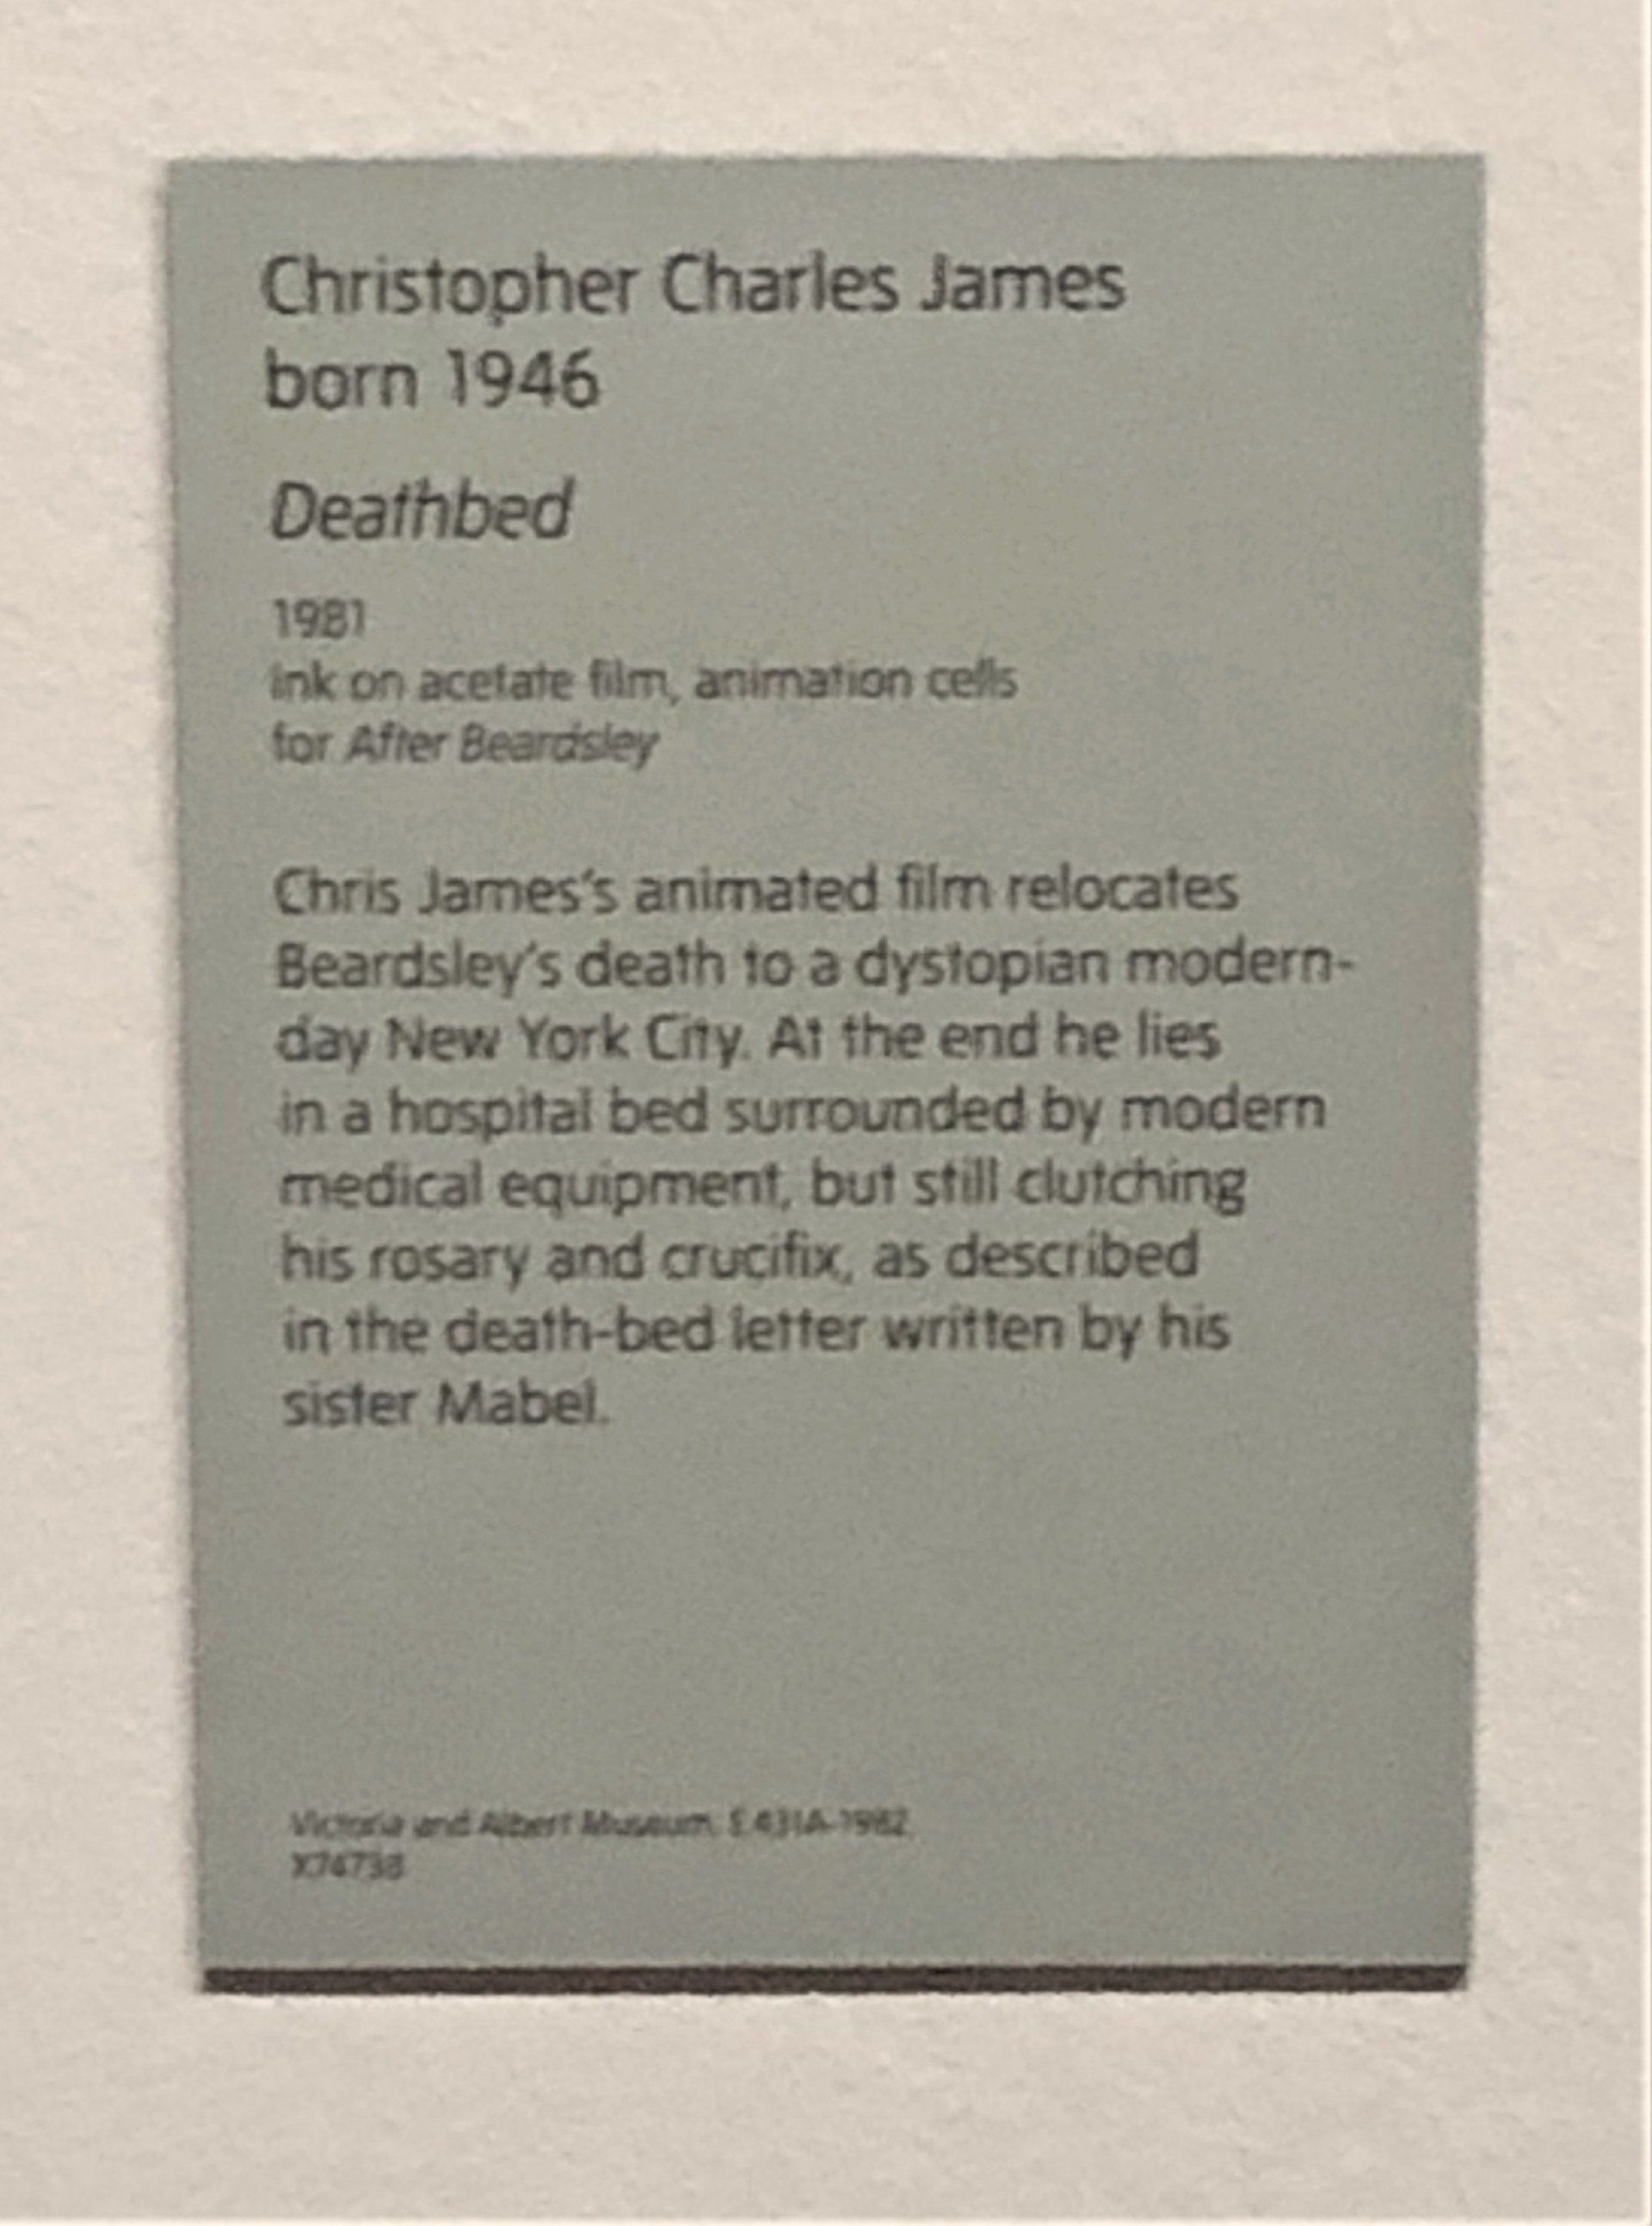 Christopher Charles James
born 1946
Deathbed
1981
ink on acetate film, animation cells
for After Beardsley
Chris James's animated film relocates
Beardsley's death to a dystopian modern-
day New York City. At the end he lies
in a hospital bed surrounded by modern
medical equipment, but still clutching
his rosary and crucifix, as described
in the death-bed letter written by his
sister Mabel.
Victoria and Albert Museum. E.431A-1982
X74738